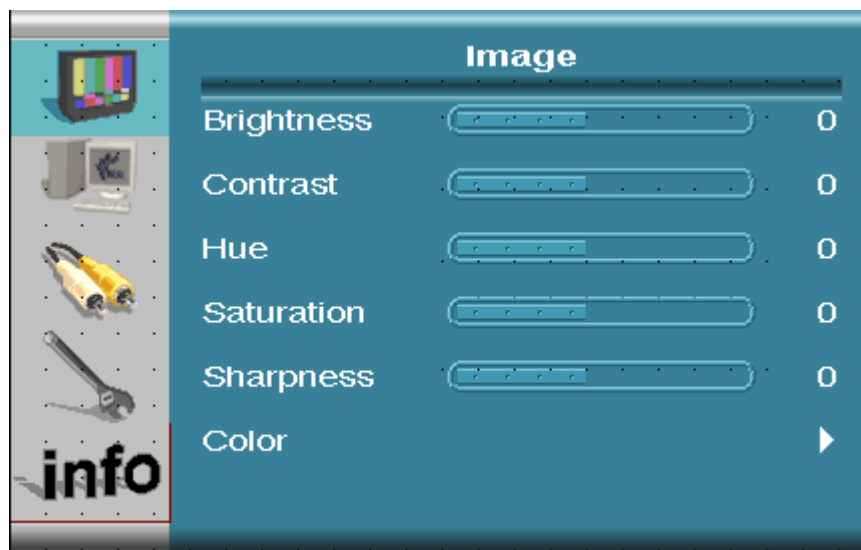 Image
Brightness 0
Contrast 0
Hue 0
Saturation 0
Sharpness 0
Color
info